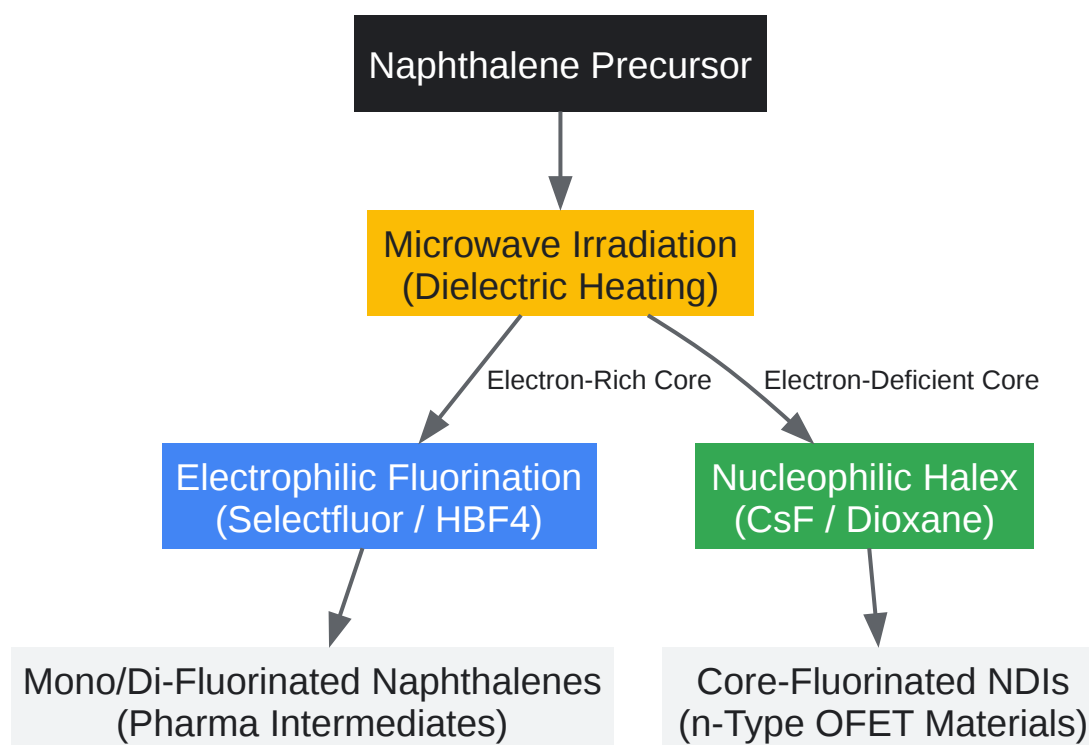 Naphthalene Precursor
Microwave Irradiation
(Dielectric Heating)
Electron-Rich Core
Electron-Deficient Core
Electrophilic Fluorination
(Selectfluor / HBF4)
Nucleophilic Halex
(CsF / Dioxane)
Mono/Di-Fluorinated Naphthalenes
(Pharma Intermediates)
Core-Fluorinated NDIs
(n-Type OFET Materials)